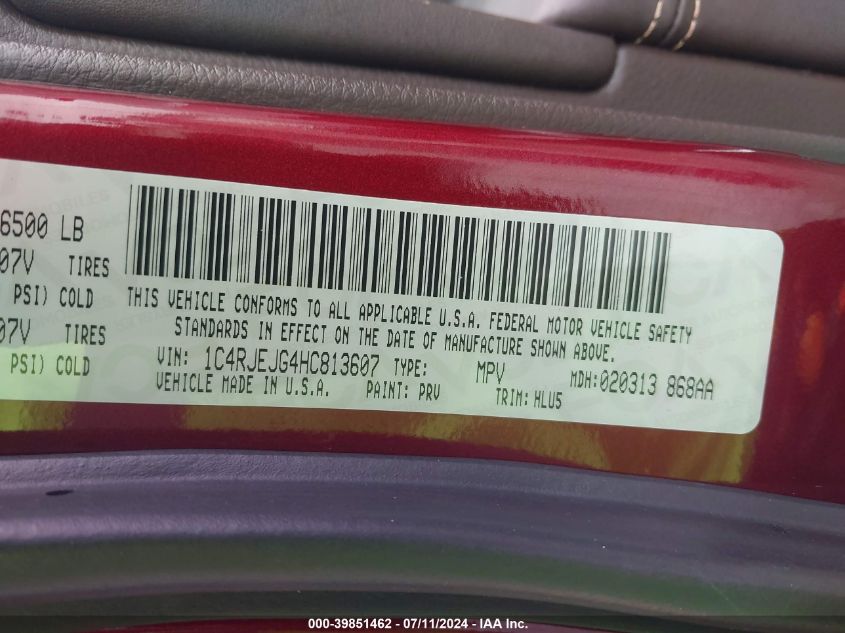 6500 LB
07V TIRES
PSI) COLD
07V TIRES
PSI) COLD
THIS VEHICLE CONFORMS TO ALL APPLICABLE U.S.A. FEDERAL MOTOR VEHICLE SAFETY
STANDARDS IN EFFECT ON THE DATE OF MANUFACTURE SHOWN ABOVE.
VIN: 1C4RJEJG4HC813607 TYPE: MPV MDH:020313 868AA
VEHICLE MADE IN U.S.A. PAINT: PRV TRIM: HLU5
000-39851462 - 07/11/2024 - IAA Inc.